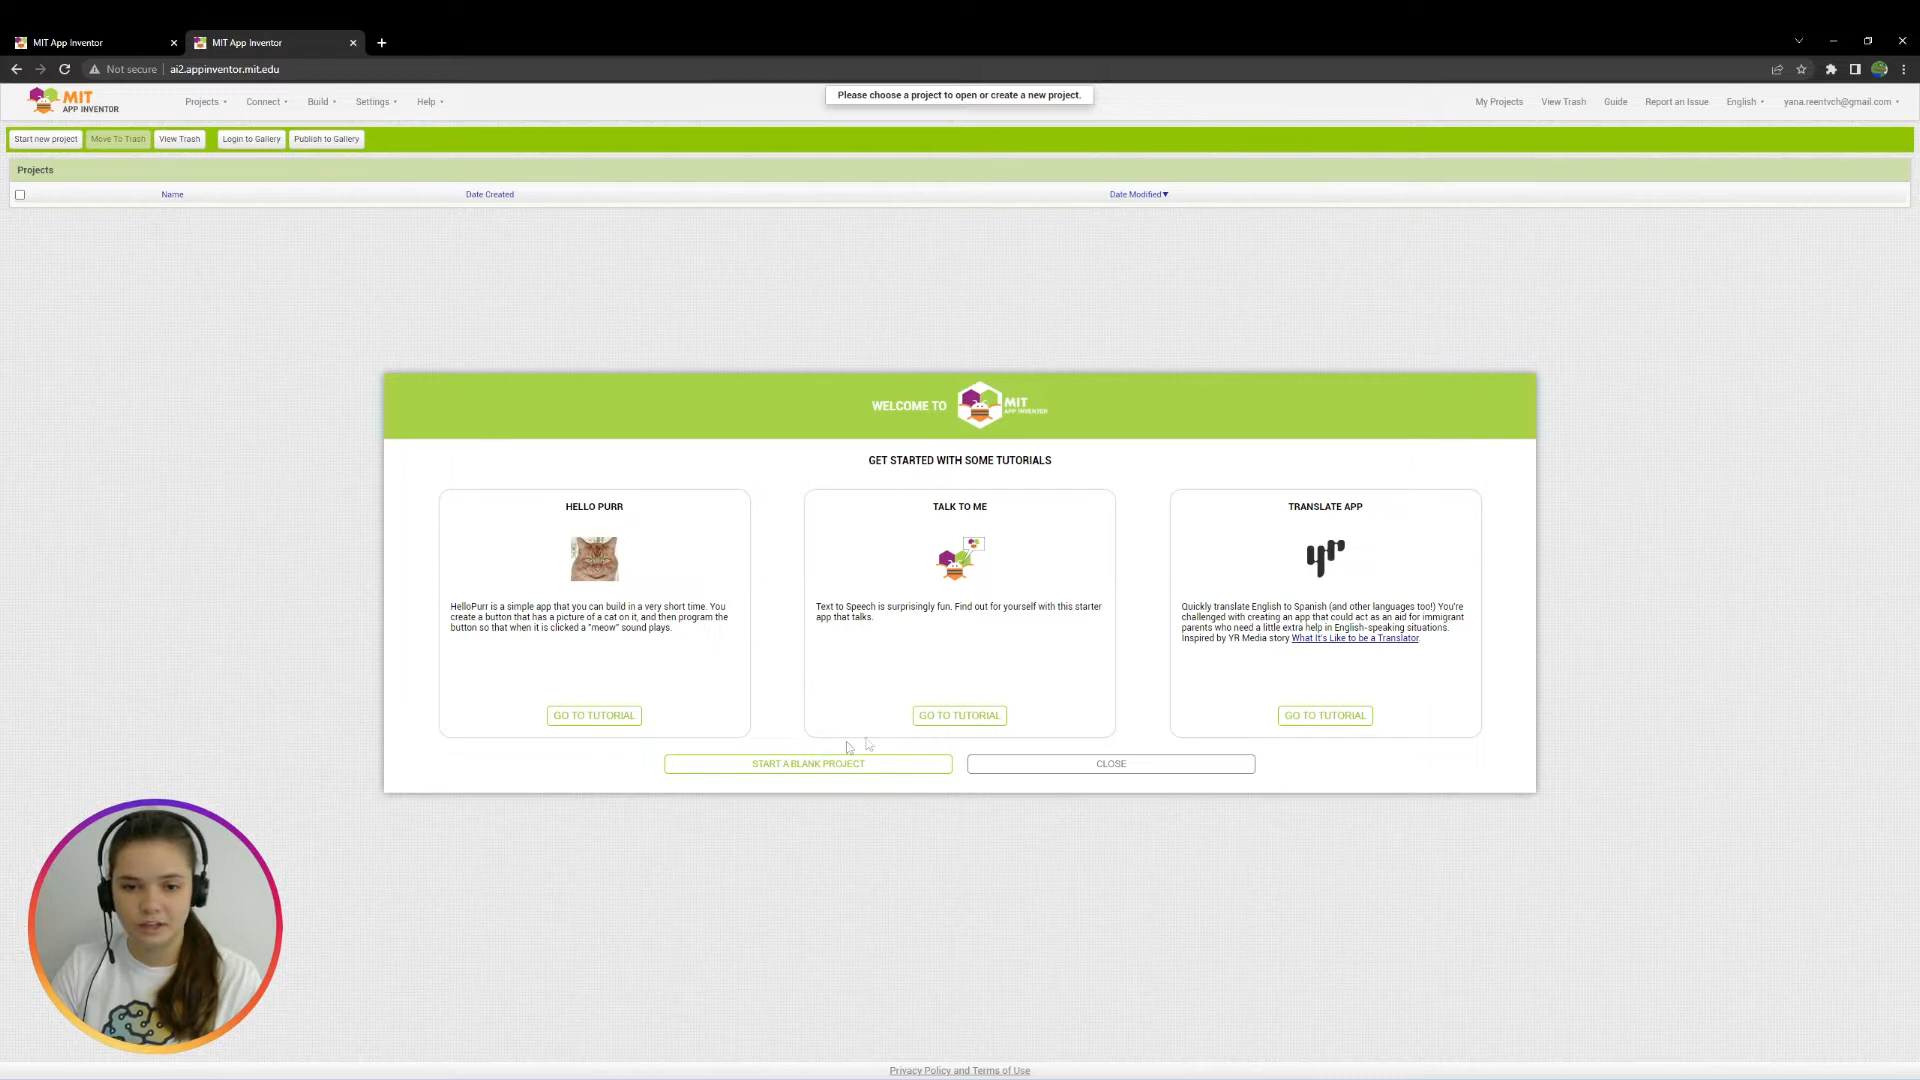 MIT App Inventor
MIT App Inventor
Not secure
ai2.appinventor.mit.edu
MIT
APP INVENTOR
Projects
Connect
Build
Settings
Help
Please choose a project to open or create a new project.
My Projects
View Trash
Guide
Report an Issue
English
yana.reentvch@gmail.com
Start new project
Move To Trash
View Trash
Login to Gallery
Publish to Gallery
Projects
Name
Date Created
Date Modified▼
WELCOME TO
MIT
APP INVENTOR
GET STARTED WITH SOME TUTORIALS
HELLO PURR
HelloPurr is a simple app that you can build in a very short time. You
create a button that has a picture of a cat on it, and then program the
button so that when it is clicked a "meow" sound plays.
GO TO TUTORIAL
TALK TO ME
Text to Speech is surprisingly fun. Find out for yourself with this starter
app that talks.
GO TO TUTORIAL
TRANSLATE APP
yr
Quickly translate English to Spanish (and other languages too!) You're
challenged with creating an app that could act as an aid for immigrant
parents who need a little extra help in English-speaking situations.
Inspired by YR Media story What It's Like to be a Translator.
GO TO TUTORIAL
START A BLANK PROJECT
CLOSE
Privacy Policy and Terms of Use